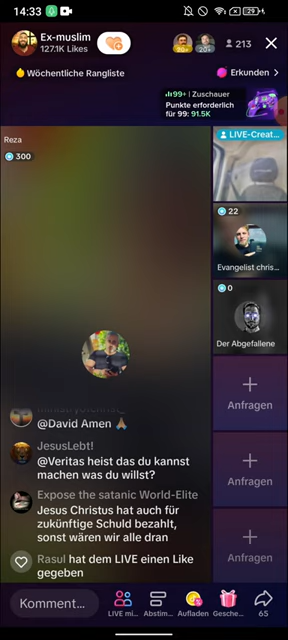 14:33
29
Ex-muslim
127.1K Likes
20+
213
Wöchentliche Rangliste
Erkunden >
99+ | Zuschauer
Punkte erforderlich
für 99: 91.5K
Reza
300
LIVE-Creat...
22
Evangelist chris...
0
Der Abgefallene
Anfragen
Anfragen
Anfragen
@David Amen 🙏🏽
JesusLebt!
@Veritas heist das du kannst
machen was du willst?
Expose the satanic World-Elite
Jesus Christus hat auch für
zukünftige Schuld bezahlt,
sonst wären wir alle dran
Rasul hat dem LIVE einen Like
gegeben
Komment...
LIVE mi...
Abstim...
Aufladen
Gesche...
65